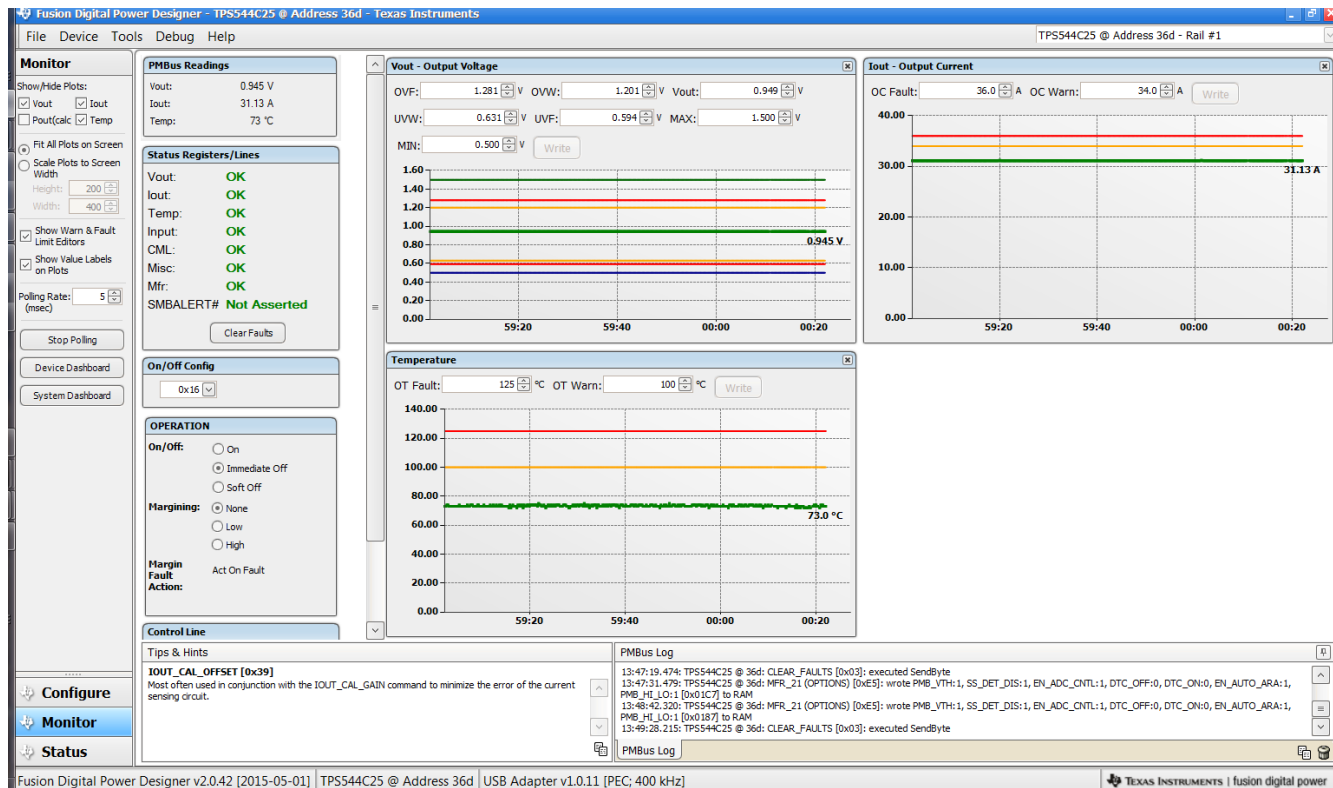 Fusion Digital Power Designer - TPS544C25 @ Address 36d - Texas Instruments
File Device Tools Debug Help
TPS544C25 @ Address 36d - Rail #1
Monitor
Show/Hide Plots:
Vout Iout
Pout(calc Temp
Fit All Plots on Screen
Scale Plots to Screen
Width
Height: 200
Width: 400
Show Warn & Fault
Limit Editors
Show Value Labels
on Plots
Polling Rate: 5
(msec)
Stop Polling
Device Dashboard
System Dashboard
Configure
Monitor
Status
PMBus Readings
Vout: 0.945 V
Iout: 31.13 A
Temp: 73 °C
Status Registers/Lines
Vout: OK
Iout: OK
Temp: OK
Input: OK
CML: OK
Misc: OK
Mfr: OK
SMBALERT# Not Asserted
Clear Faults
On/Off Config
0x16
OPERATION
On/Off: On
Immediate Off
Soft Off
Margining: None
Low
High
Margin
Fault
Action:
Act On Fault
Control Line
Vout - Output Voltage
OVF: 1.281 V OVW: 1.201 V Vout: 0.949 V
UVW: 0.631 V UVF: 0.594 V MAX: 1.500 V
MIN: 0.500 V Write
1.60
1.40
1.20
1.00
0.80
0.60
0.40
0.20
0.00
0.945 V
59:20 59:40 00:00 00:20
Iout - Output Current
OC Fault: 36.0 A OC Warn: 34.0 A Write
40.00
30.00
20.00
10.00
0.00
31.13 A
59:20 59:40 00:00 00:20
Temperature
OT Fault: 125 °C OT Warn: 100 °C Write
140.00
120.00
100.00
80.00
60.00
40.00
20.00
0.00
73.0 °C
59:20 59:40 00:00 00:20
Tips & Hints
IOUT_CAL_OFFSET [0x39]
Most often used in conjunction with the IOUT_CAL_GAIN command to minimize the error of the current
sensing circuit.
PMBus Log
13:47:19.474: TPS544C25 @ 36d: CLEAR_FAULTS [0x03]: executed SendByte
13:47:31.479: TPS544C25 @ 36d: MFR_21 (OPTIONS) [0xE5]: wrote PMB_VTH:1, SS_DET_DIS:1, EN_ADC_CNTL:1, DTC_OFF:0, DTC_ON:0, EN_AUTO_ARA:1,
PMB_HI_LO:1 [0x01C7] to RAM
13:48:42.320: TPS544C25 @ 36d: MFR_21 (OPTIONS) [0xE5]: wrote PMB_VTH:1, SS_DET_DIS:1, EN_ADC_CNTL:1, DTC_OFF:0, DTC_ON:0, EN_AUTO_ARA:1,
PMB_HI_LO:1 [0x0187] to RAM
13:49:28.215: TPS544C25 @ 36d: CLEAR_FAULTS [0x03]: executed SendByte
PMBus Log
Fusion Digital Power Designer v2.0.42 [2015-05-01] TPS544C25 @ Address 36d USB Adapter v1.0.11 [PEC; 400 kHz]
TEXAS INSTRUMENTS | fusion digital power